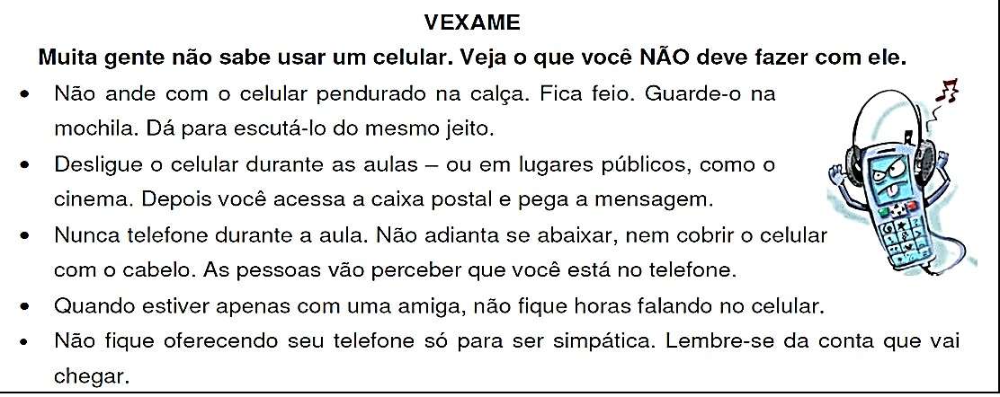 VEXAME
Muita gente não sabe usar um celular. Veja o que você NÃO deve fazer com ele.
• Não ande com o celular pendurado na calça. Fica feio. Guarde-o na
mochila. Dá para escutá-lo do mesmo jeito.
• Desligue o celular durante as aulas – ou em lugares públicos, como o
cinema. Depois você acessa a caixa postal e pega a mensagem.
• Nunca telefone durante a aula. Não adianta se abaixar, nem cobrir o celular
com o cabelo. As pessoas vão perceber que você está no telefone.
• Quando estiver apenas com uma amiga, não fique horas falando no celular.
• Não fique oferecendo seu telefone só para ser simpática. Lembre-se da conta que vai
chegar.